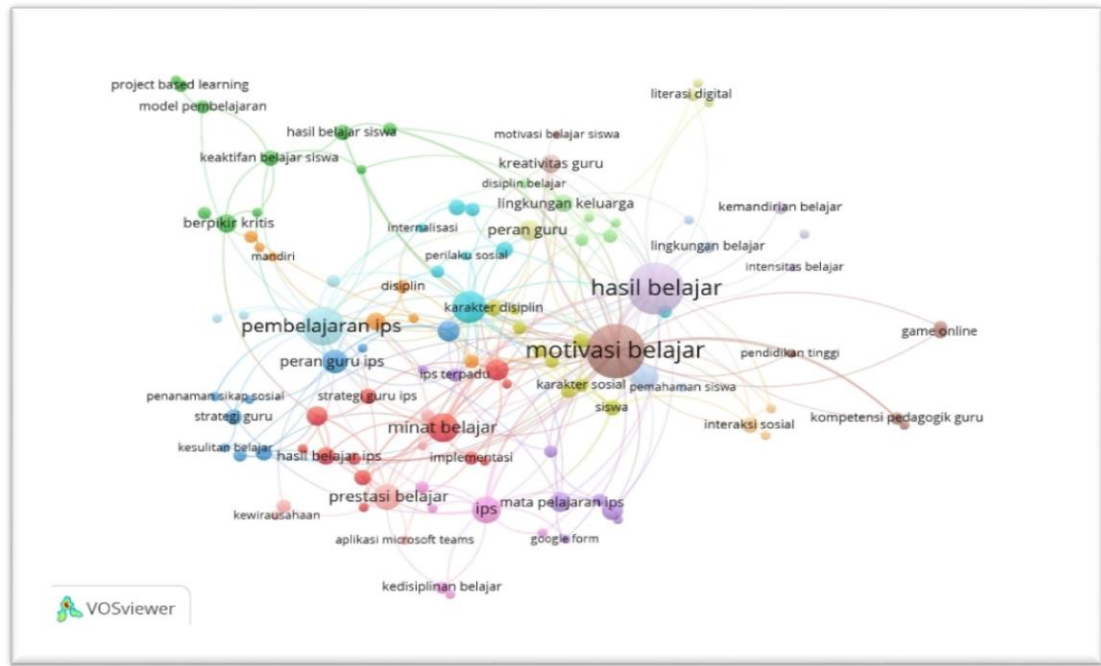 project based learning
literasi digital
model pembelajaran
hasil belajar siswa
motivasi belajar siswa
keaktifan belajar siswa
kreativitas guru
disiplin belajar
lingkungan keluarga
kemandirian belajar
berpikir kritis
internalisasi
peran guru
lingkungan belajar
mandiri
perilaku sosial
intensitas belajar
disiplin
hasil belajar
karakter disiplin
pembelajaran ips
game online
motivasi belajar
pendidikan tinggi
peran guru ips
ips terpadu
karakter sosial
pemahaman siswa
penanaman sikap sosial
strategi guru ips
siswa
strategi guru
kompetensi pedagogik guru
interaksi sosial
minat belajar
kesulitan belajar
hasil belajar ips
implementasi
prestasi belajar
mata pelajaran ips
ips
kewirausahaan
aplikasi microsoft teams
google form
kedisiplinan belajar
VOSviewer